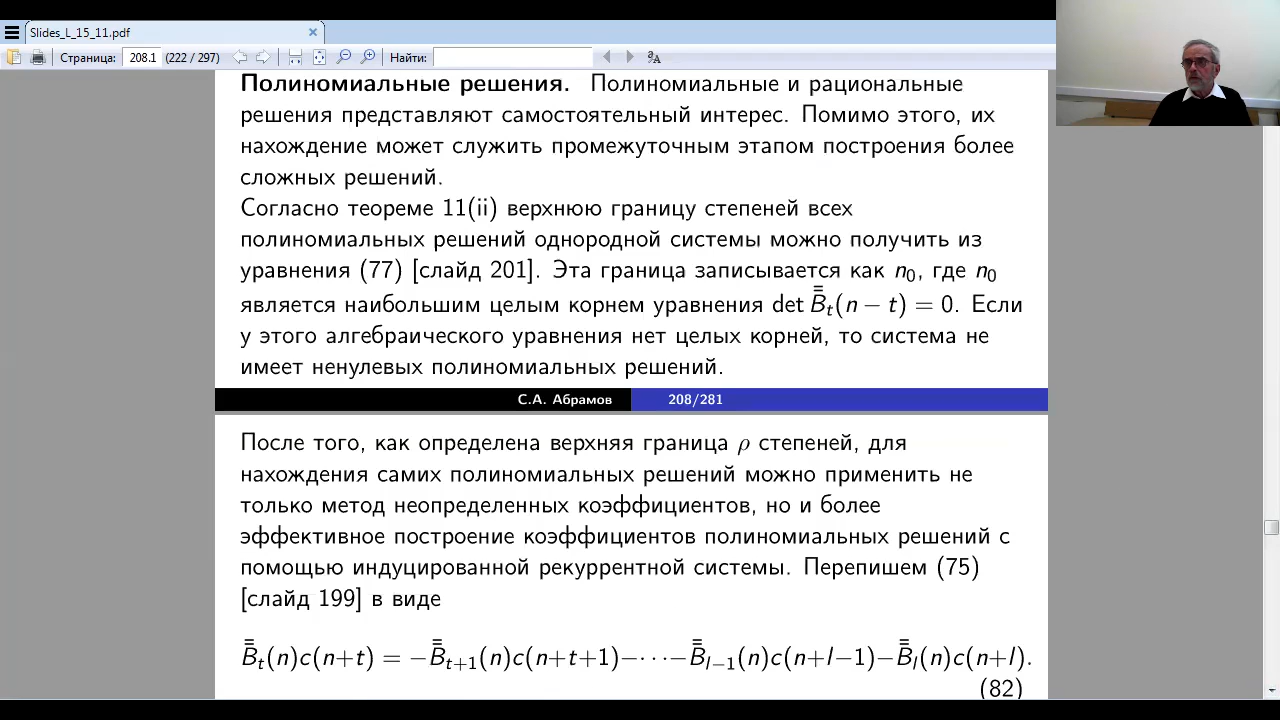 Slides_L_15_11.pdf
Страница: 208.1 (222 / 297) Найти:
Полиномиальные решения. Полиномиальные и рациональные
решения представляют самостоятельный интерес. Помимо этого, их
нахождение может служить промежуточным этапом построения более
сложных решений.
Согласно теореме 11(ii) верхнюю границу степеней всех
полиномиальных решений однородной системы можно получить из
уравнения (77) [слайд 201]. Эта граница записывается как n₀, где n₀
является наибольшим целым корнем уравнения det B̿ₜ(n − t) = 0. Если
у этого алгебраического уравнения нет целых корней, то система не
имеет ненулевых полиномиальных решений.
С.А. Абрамов 208/281
После того, как определена верхняя граница ρ степеней, для
нахождения самих полиномиальных решений можно применить не
только метод неопределенных коэффициентов, но и более
эффективное построение коэффициентов полиномиальных решений с
помощью индуцированной рекуррентной системы. Перепишем (75)
[слайд 199] в виде
B̿ₜ(n)c(n+t) = −B̿ₜ₊₁(n)c(n+t+1)−···−B̿ₗ₋₁(n)c(n+l−1)−B̿ₗ(n)c(n+l).
(82)